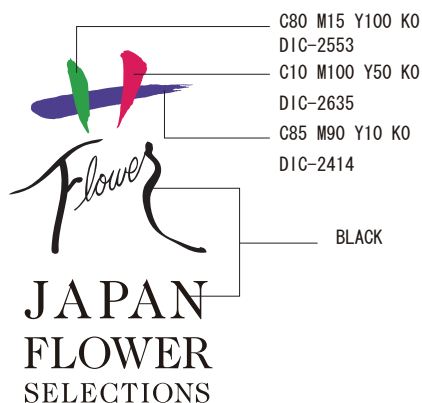 C80 M15 Y100 K0
DIC-2553
C10 M100 Y50 K0
DIC-2635
C85 M90 Y10 K0
DIC-2414
Flower
BLACK
JAPAN
FLOWER
SELECTIONS